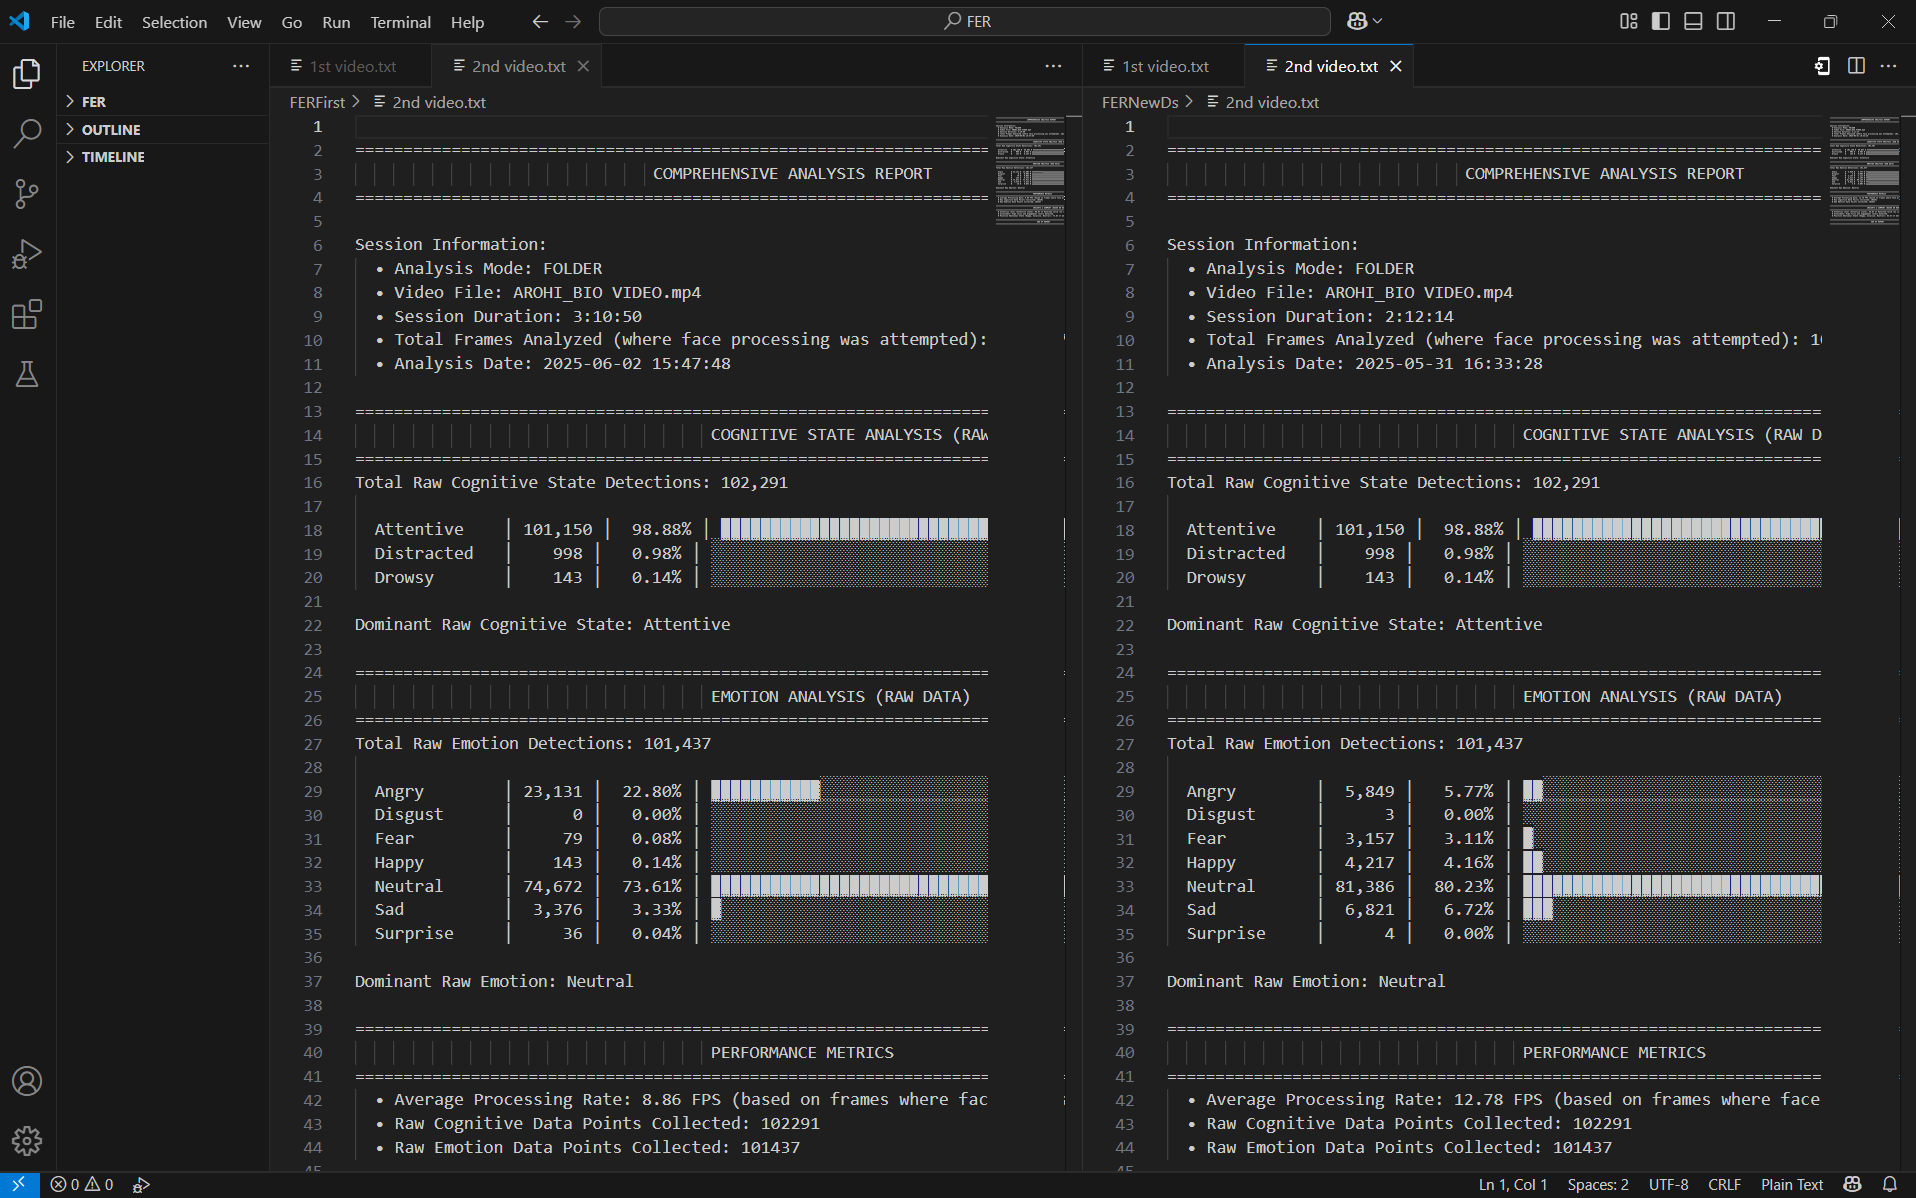 File Edit Selection View Go Run Terminal Help
FER
EXPLORER
FER
OUTLINE
TIMELINE
1st video.txt 2nd video.txt
FERFirst > 2nd video.txt
1
2 ==================================================================
3 COMPREHENSIVE ANALYSIS REPORT
4 ==================================================================
5
6 Session Information:
7 • Analysis Mode: FOLDER
8 • Video File: AROHI_BIO VIDEO.mp4
9 • Session Duration: 3:10:50
10 • Total Frames Analyzed (where face processing was attempted):
11 • Analysis Date: 2025-06-02 15:47:48
12
13 ==================================================================
14 COGNITIVE STATE ANALYSIS (RAW
15 ==================================================================
16 Total Raw Cognitive State Detections: 102,291
17
18 Attentive | 101,150 | 98.88% |
19 Distracted | 998 | 0.98% |
20 Drowsy | 143 | 0.14% |
21
22 Dominant Raw Cognitive State: Attentive
23
24 ==================================================================
25 EMOTION ANALYSIS (RAW DATA)
26 ==================================================================
27 Total Raw Emotion Detections: 101,437
28
29 Angry | 23,131 | 22.80% |
30 Disgust | 0 | 0.00% |
31 Fear | 79 | 0.08% |
32 Happy | 143 | 0.14% |
33 Neutral | 74,672 | 73.61% |
34 Sad | 3,376 | 3.33% |
35 Surprise | 36 | 0.04% |
36
37 Dominant Raw Emotion: Neutral
38
39 ==================================================================
40 PERFORMANCE METRICS
41 ==================================================================
42 • Average Processing Rate: 8.86 FPS (based on frames where fac
43 • Raw Cognitive Data Points Collected: 102291
44 • Raw Emotion Data Points Collected: 101437
1st video.txt 2nd video.txt
FERNewDs > 2nd video.txt
1
2 ====================================================================
3 COMPREHENSIVE ANALYSIS REPORT
4 ====================================================================
5
6 Session Information:
7 • Analysis Mode: FOLDER
8 • Video File: AROHI_BIO VIDEO.mp4
9 • Session Duration: 2:12:14
10 • Total Frames Analyzed (where face processing was attempted):
11 • Analysis Date: 2025-05-31 16:33:28
12
13 ====================================================================
14 COGNITIVE STATE ANALYSIS (RAW D
15 ====================================================================
16 Total Raw Cognitive State Detections: 102,291
17
18 Attentive | 101,150 | 98.88% |
19 Distracted | 998 | 0.98% |
20 Drowsy | 143 | 0.14% |
21
22 Dominant Raw Cognitive State: Attentive
23
24 ====================================================================
25 EMOTION ANALYSIS (RAW DATA)
26 ====================================================================
27 Total Raw Emotion Detections: 101,437
28
29 Angry | 5,849 | 5.77% |
30 Disgust | 3 | 0.00% |
31 Fear | 3,157 | 3.11% |
32 Happy | 4,217 | 4.16% |
33 Neutral | 81,386 | 80.23% |
34 Sad | 6,821 | 6.72% |
35 Surprise | 4 | 0.00% |
36
37 Dominant Raw Emotion: Neutral
38
39 ====================================================================
40 PERFORMANCE METRICS
41 ====================================================================
42 • Average Processing Rate: 12.78 FPS (based on frames where face
43 • Raw Cognitive Data Points Collected: 102291
44 • Raw Emotion Data Points Collected: 101437
0 0
Ln 1, Col 1 Spaces: 2 UTF-8 CRLF Plain Text